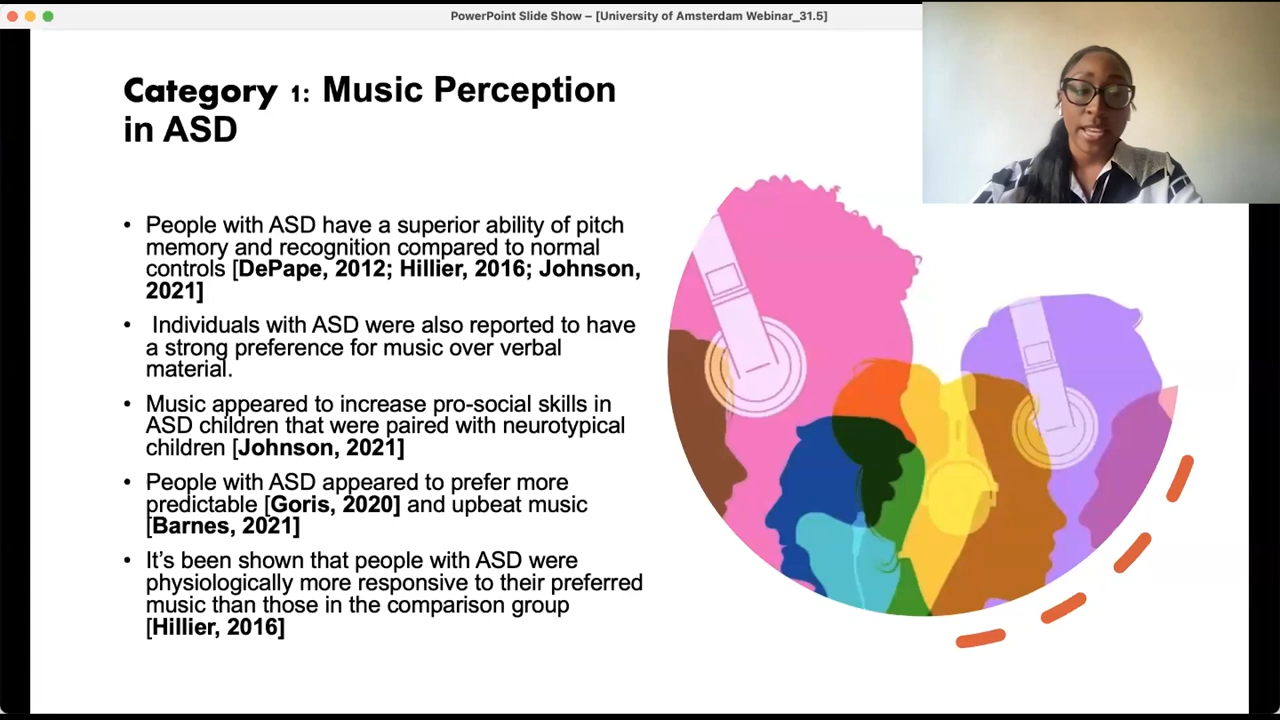 PowerPoint Slide Show – [University of Amsterdam Webinar_31.5]
Category 1: Music Perception
in ASD
• People with ASD have a superior ability of pitch
memory and recognition compared to normal
controls [DePape, 2012; Hillier, 2016; Johnson,
2021]
• Individuals with ASD were also reported to have
a strong preference for music over verbal
material.
• Music appeared to increase pro-social skills in
ASD children that were paired with neurotypical
children [Johnson, 2021]
• People with ASD appeared to prefer more
predictable [Goris, 2020] and upbeat music
[Barnes, 2021]
• It’s been shown that people with ASD were
physiologically more responsive to their preferred
music than those in the comparison group
[Hillier, 2016]